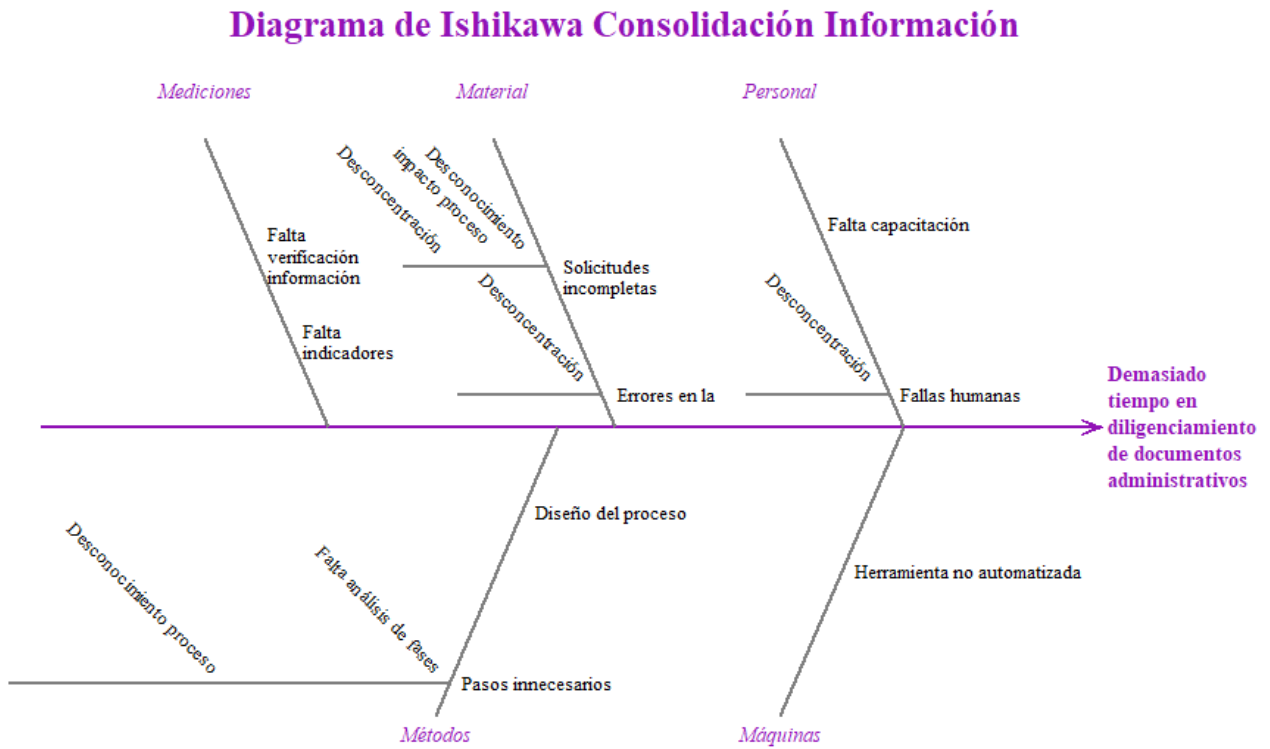 Diagrama de Ishikawa Consolidación Información
Mediciones
Material
Personal
Desconcentración
Desconocimiento
impacto proceso
Falta
verificación
información
Solicitudes
incompletas
Falta capacitación
Falta
indicadores
Desconcentración
Errores en la
Desconcentración
Fallas humanas
Demasiado
tiempo en
diligenciamiento
de documentos
administrativos
Diseño del proceso
Desconocimiento proceso
Falta análisis de fases
Pasos innecesarios
Herramienta no automatizada
Métodos
Máquinas